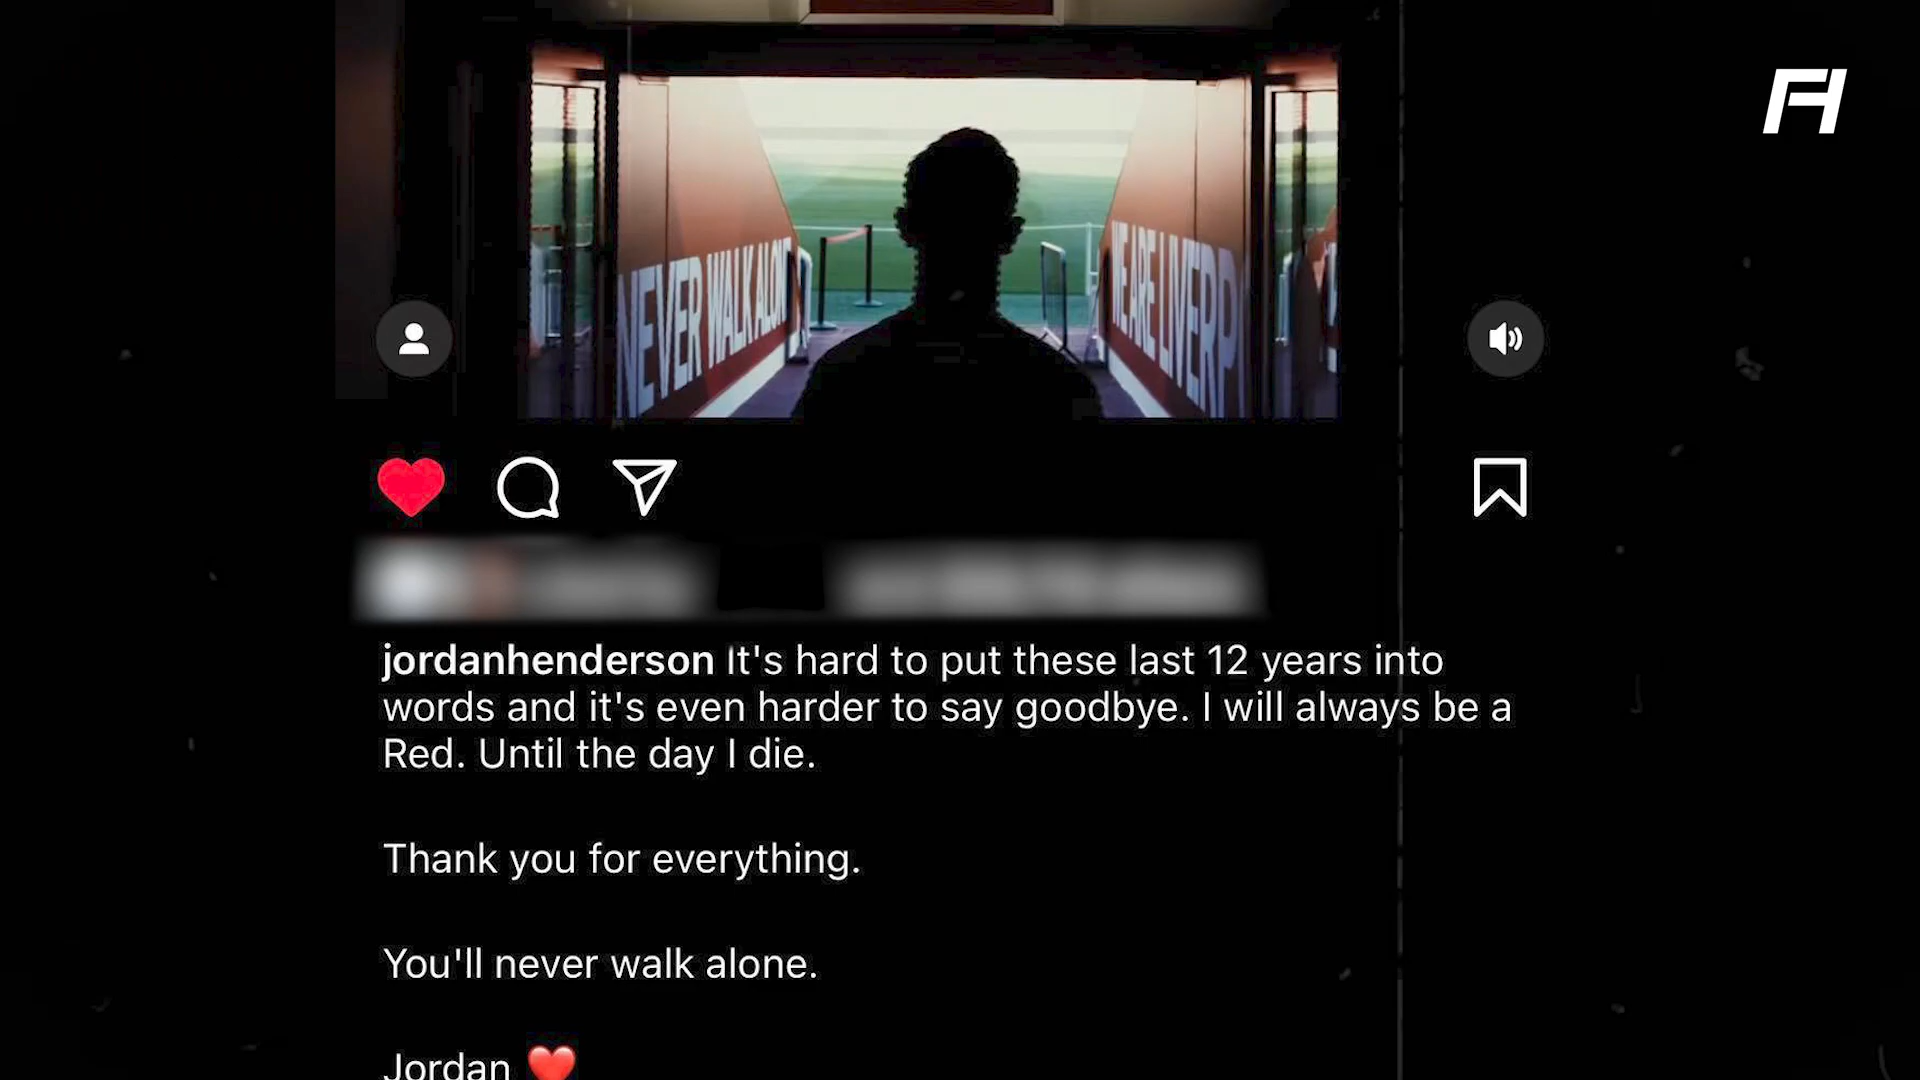 NEVER WALK ALON
WE ARE LIVERP
jordanhenderson It's hard to put these last 12 years into
words and it's even harder to say goodbye. I will always be a
Red. Until the day I die.
Thank you for everything.
You'll never walk alone.
Jordan ❤️